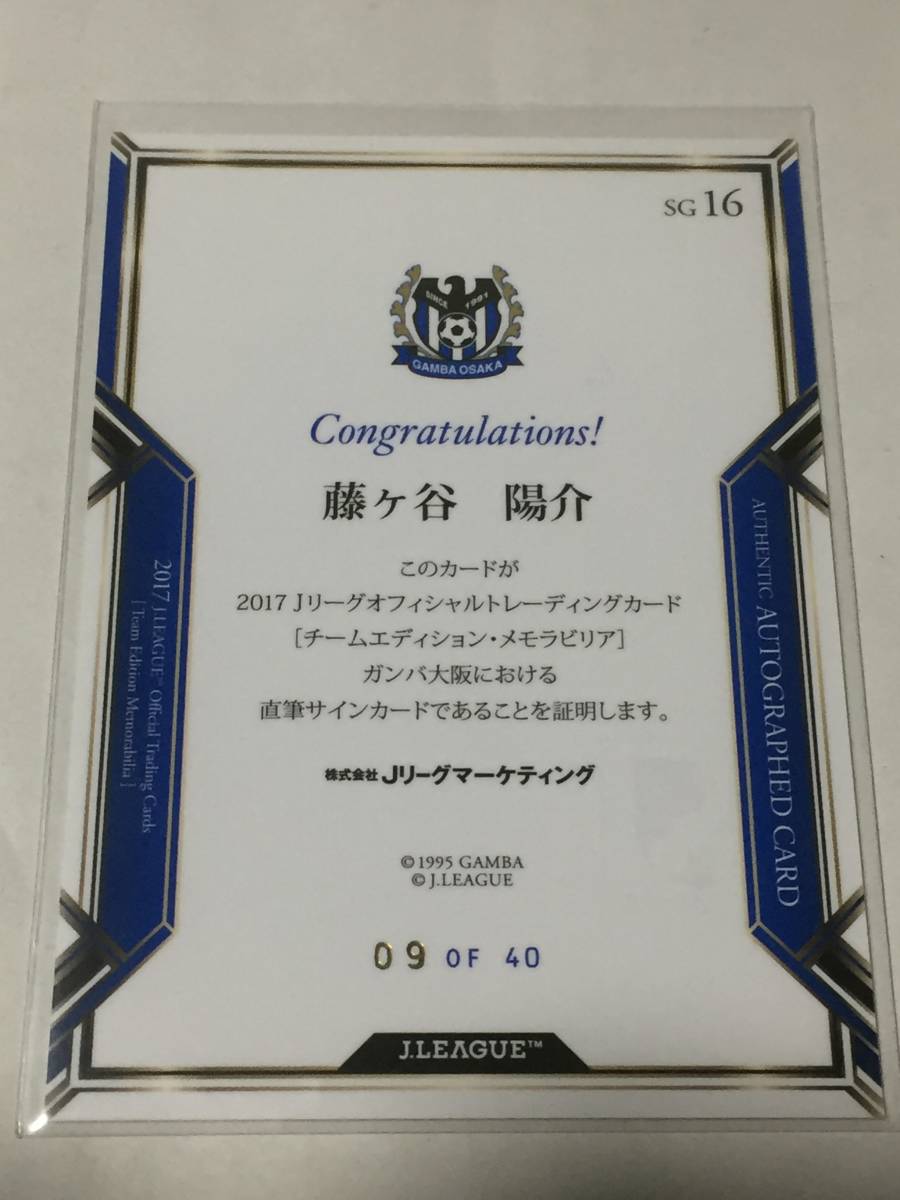 SG 16
SINCE 1991
GAMBA OSAKA
Congratulations!
藤ヶ谷 陽介
このカードが
2017 Jリーグオフィシャルトレーディングカード
[チームエディション・メモラビリア]
ガンバ大阪における
直筆サインカードであることを証明します。
株式会社 Jリーグマーケティング
© 1995 GAMBA
© J.LEAGUE
09 OF 40
J.LEAGUE™
2017 J.LEAGUE™ Official Trading Cards
[ Team Edition Memorabilia ]
AUTHENTIC AUTOGRAPHED CARD